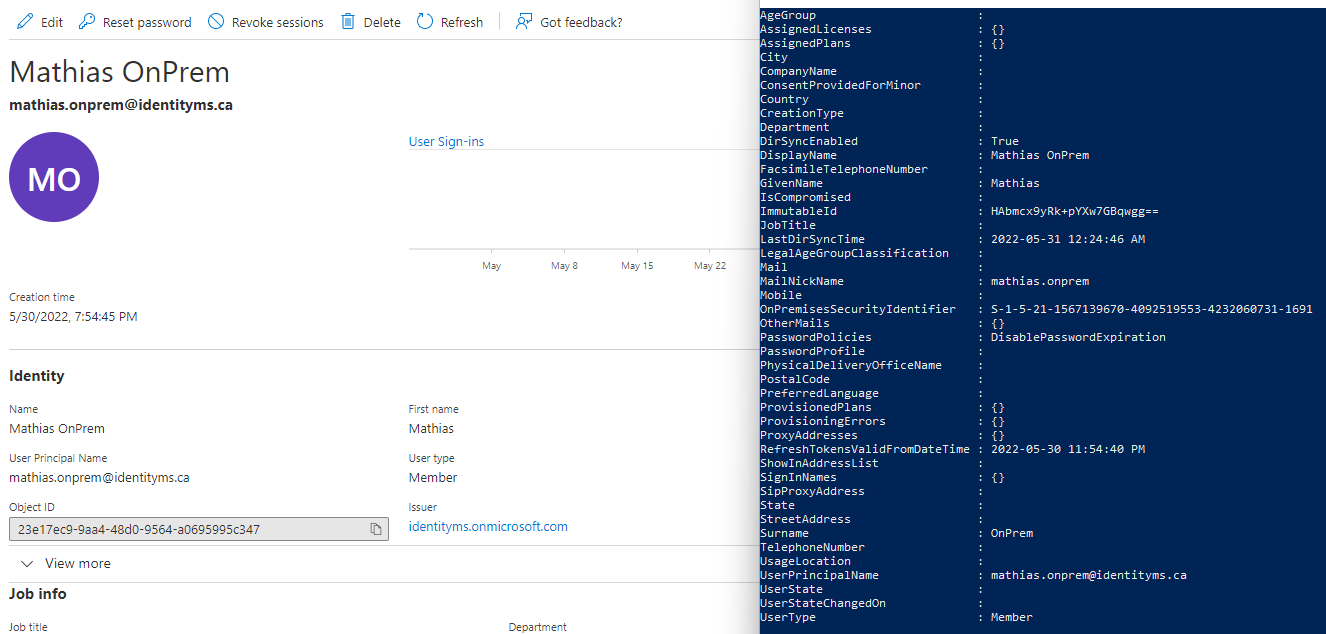 Edit Reset password Revoke sessions Delete Refresh Got feedback?
Mathias OnPrem
mathias.onprem@identityms.ca
MO
User Sign-ins
May May 8 May 15 May 22
Creation time
5/30/2022, 7:54:45 PM
Identity
Name First name
Mathias OnPrem Mathias
User Principal Name User type
mathias.onprem@identityms.ca Member
Object ID Issuer
23e17ec9-9aa4-48d0-9564-a0695995c347 identityms.onmicrosoft.com
View more
Job info
Job title Department
AgeGroup :
AssignedLicenses : {}
AssignedPlans : {}
City :
CompanyName :
ConsentProvidedForMinor :
Country :
CreationType :
Department :
DirSyncEnabled : True
DisplayName : Mathias OnPrem
FacsimileTelephoneNumber :
GivenName : Mathias
IsCompromised :
ImmutableId : HAbmcx9yRk+pYXw7GBqwgg==
JobTitle :
LastDirSyncTime : 2022-05-31 12:24:46 AM
LegalAgeGroupClassification :
Mail :
MailNickName : mathias.onprem
Mobile :
OnPremisesSecurityIdentifier : S-1-5-21-1567139670-4092519553-4232060731-1691
OtherMails : {}
PasswordPolicies : DisablePasswordExpiration
PasswordProfile :
PhysicalDeliveryOfficeName :
PostalCode :
PreferredLanguage :
ProvisionedPlans : {}
ProvisioningErrors : {}
ProxyAddresses : {}
RefreshTokensValidFromDateTime : 2022-05-30 11:54:40 PM
ShowInAddressList :
SignInNames : {}
SipProxyAddress :
State :
StreetAddress :
Surname : OnPrem
TelephoneNumber :
UsageLocation :
UserPrincipalName : mathias.onprem@identityms.ca
UserState :
UserStateChangedOn :
UserType : Member